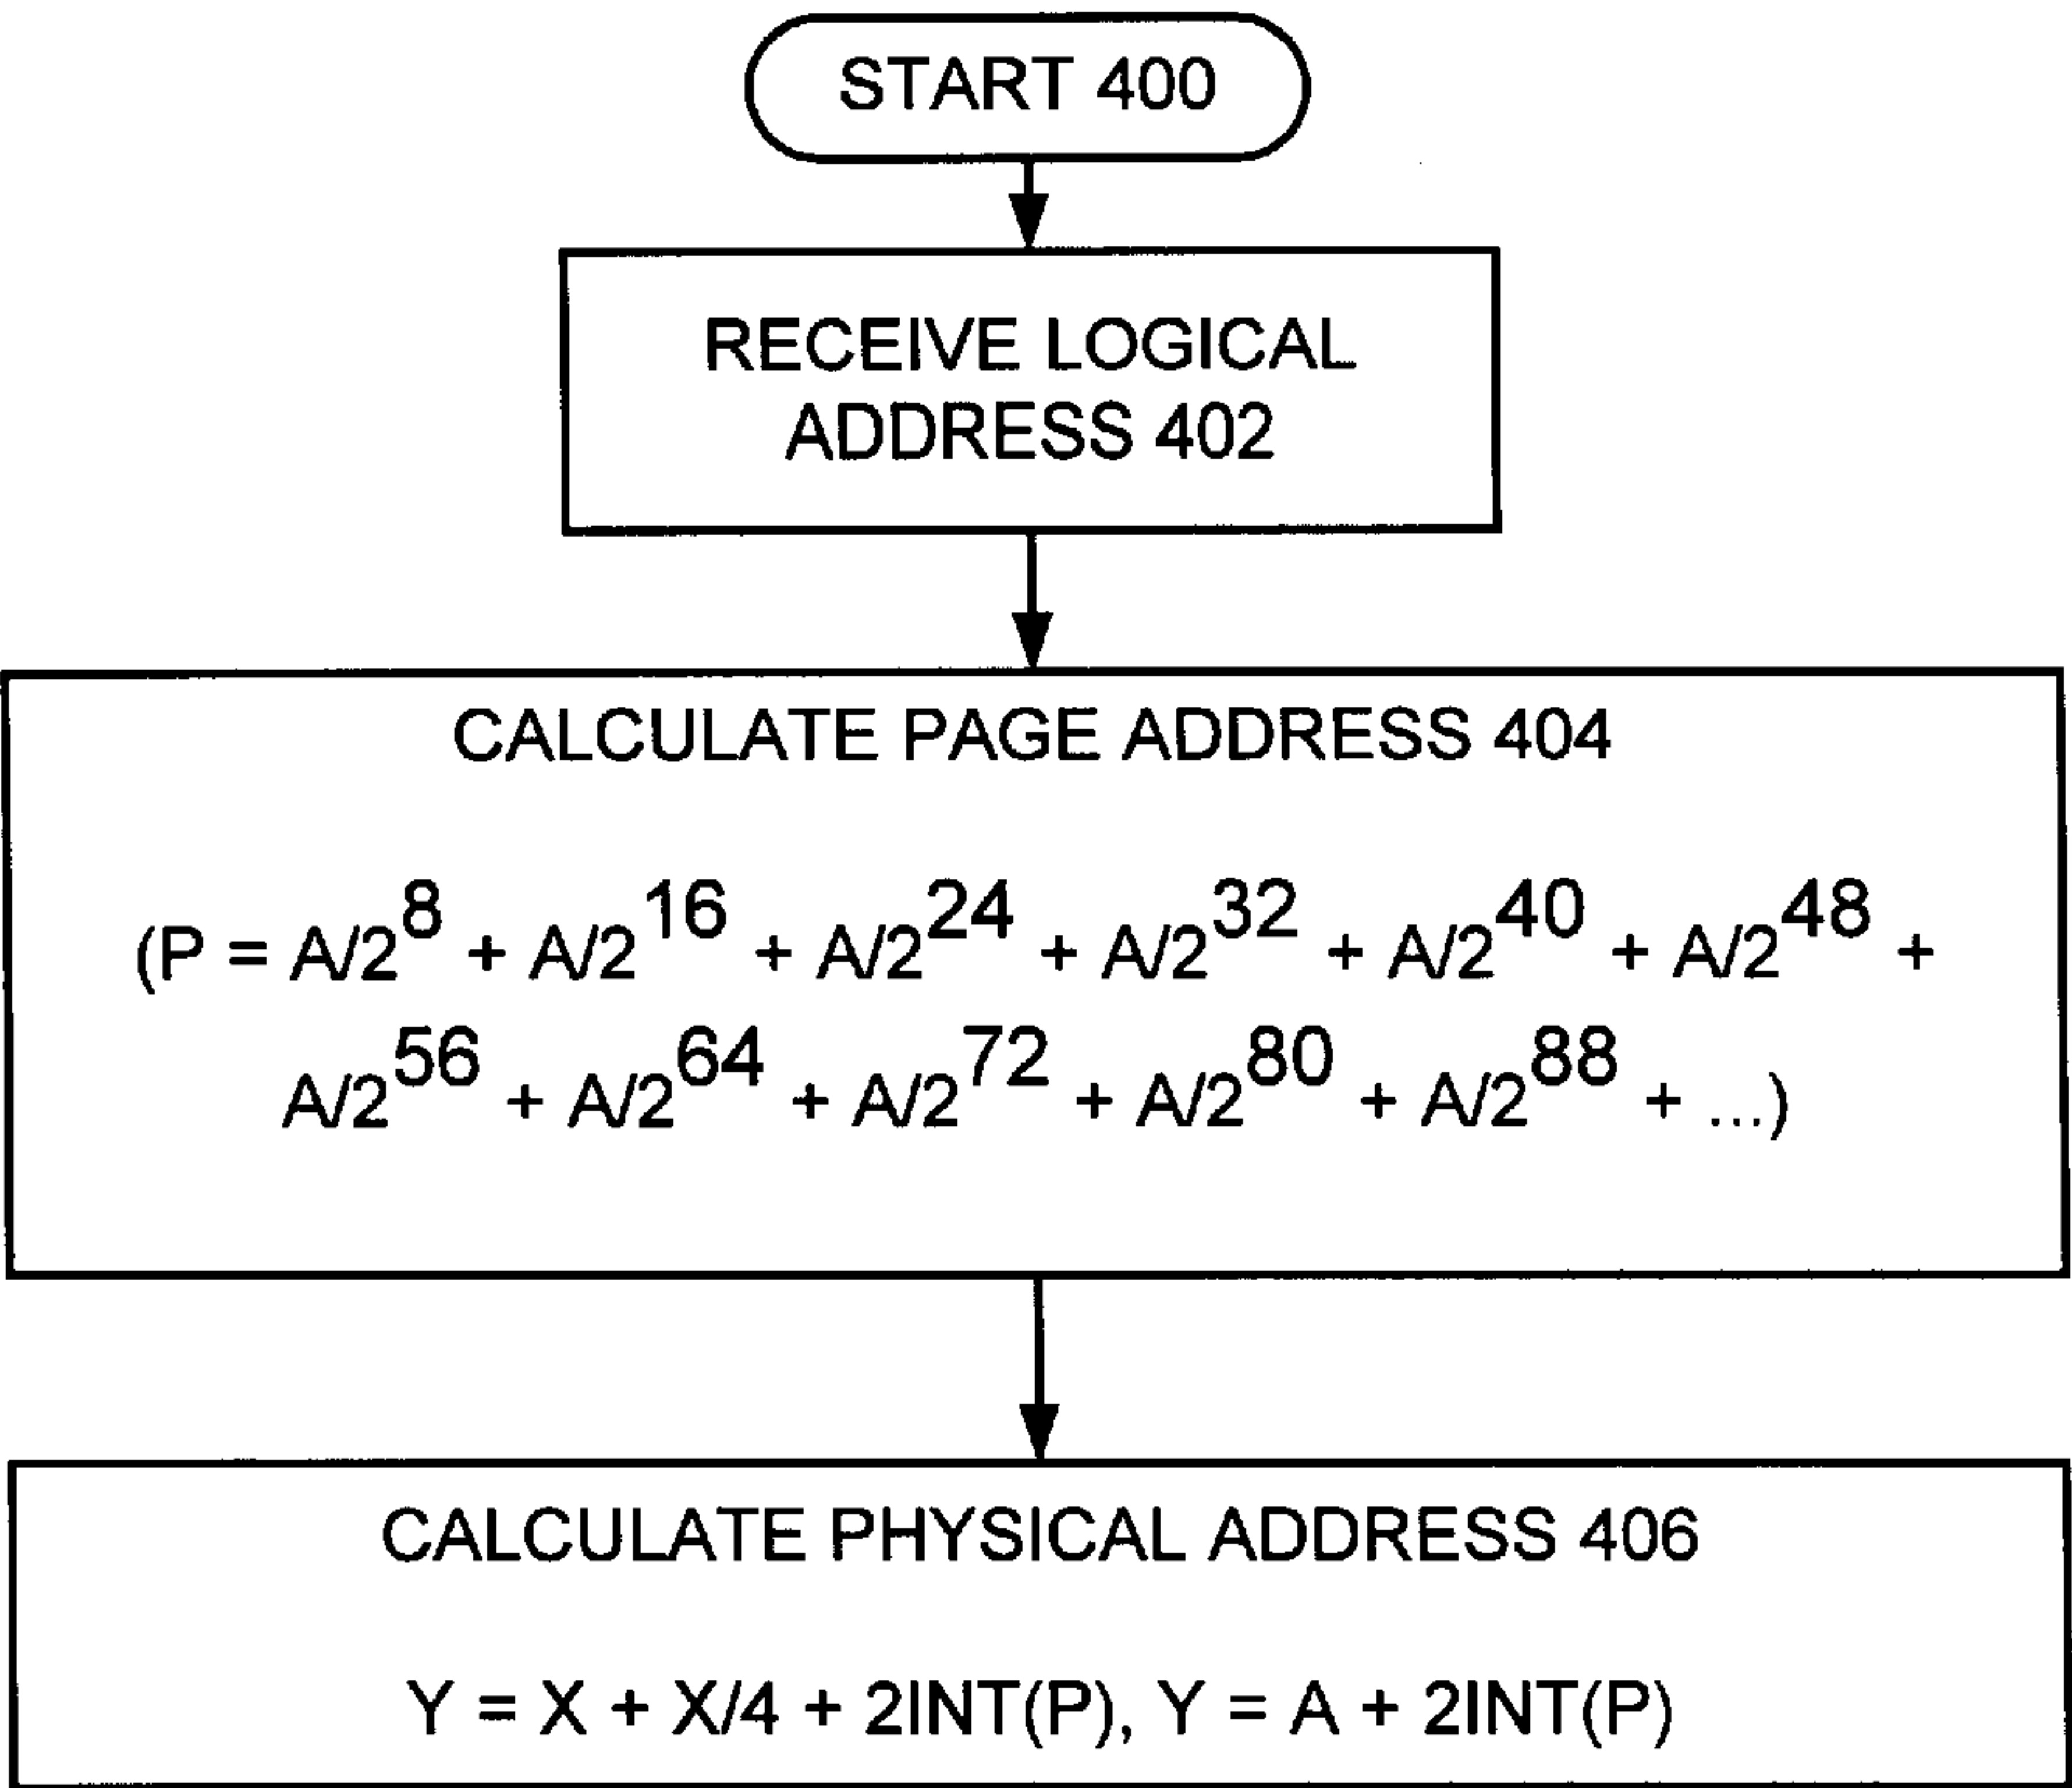 START 400
RECEIVE LOGICAL
ADDRESS 402
CALCULATE PAGE ADDRESS 404
(P = A/2^8 + A/2^16 + A/2^24 + A/2^32 + A/2^40 + A/2^48 +
A/2^56 + A/2^64 + A/2^72 + A/2^80 + A/2^88 + ...)
CALCULATE PHYSICAL ADDRESS 406
Y = X + X/4 + 2INT(P), Y = A + 2INT(P)